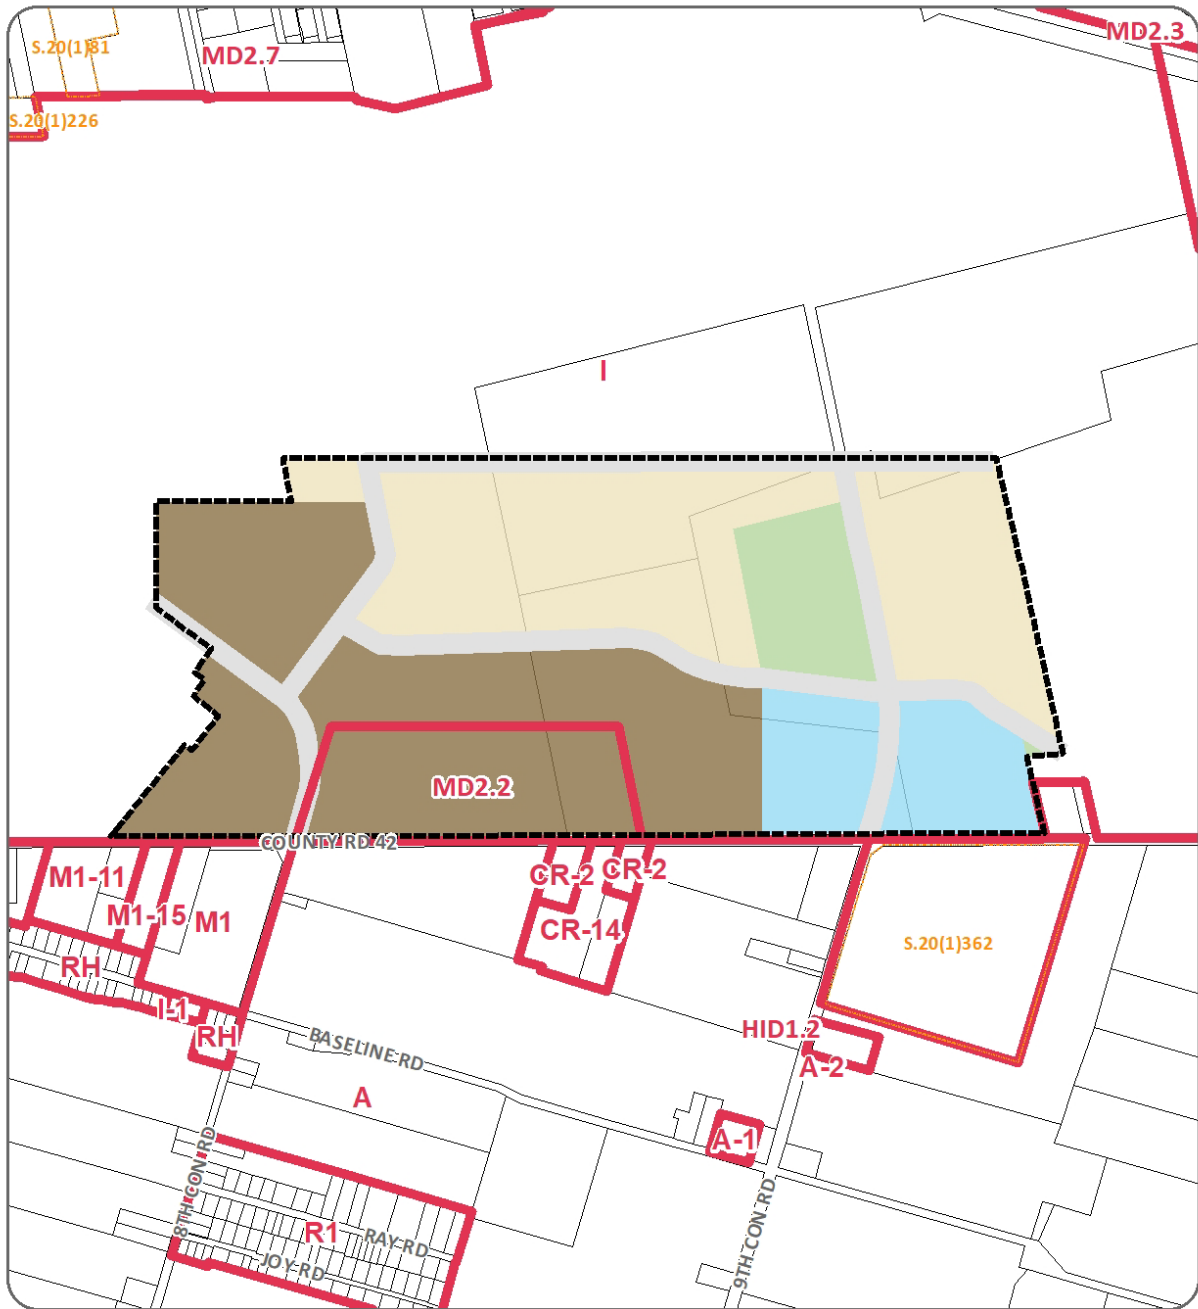 MD2.3
S.20(1)81
MD2.7
S.20(1)226
I
MD2.2
COUNTY RD 42
M1-11
CR-2
CR-2
M1-15
M1
CR-14
S.20(1)362
RH
I-1
HID1.2
RH
BASELINE RD
A-2
A
A-1
8TH CON RD
9TH CON RD
R1
RAY RD
JOY RD